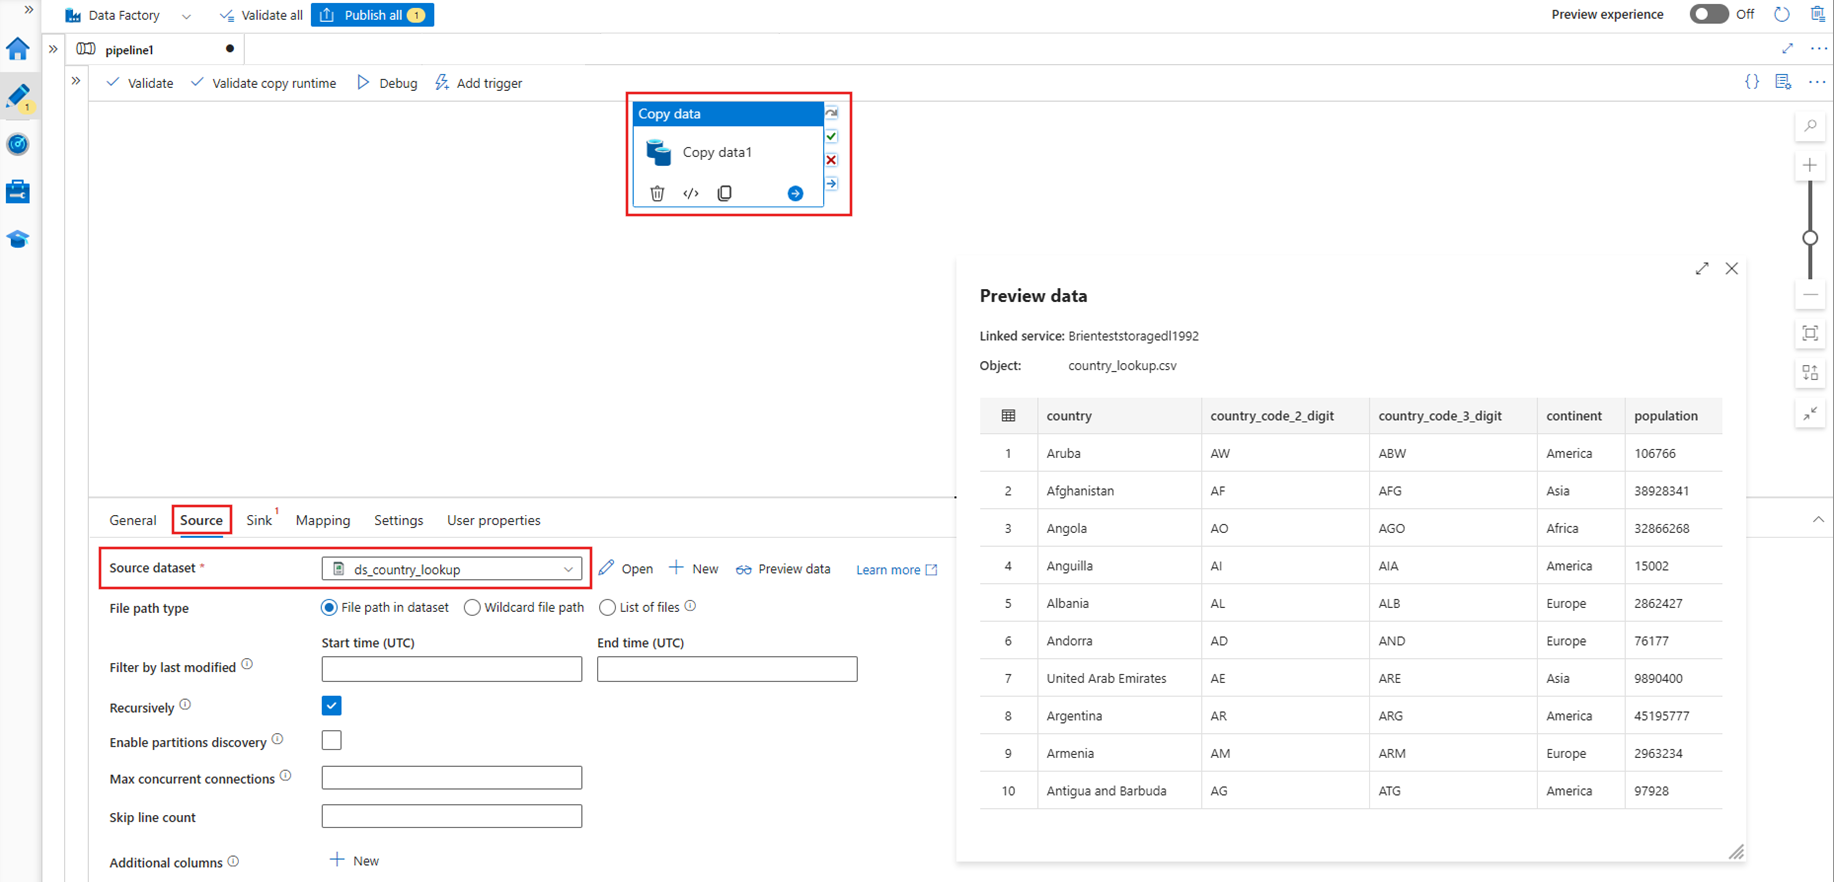 Data Factory Validate all Publish all 1 Preview experience Off
pipeline1
1
Validate Validate copy runtime Debug Add trigger
Copy data
Copy data1
Preview data
Linked service: Brienteststoragedl1992
Object: country_lookup.csv
country country_code_2_digit country_code_3_digit continent population
1 Aruba AW ABW America 106766
2 Afghanistan AF AFG Asia 38928341
3 Angola AO AGO Africa 32866268
4 Anguilla AI AIA America 15002
5 Albania AL ALB Europe 2862427
6 Andorra AD AND Europe 76177
7 United Arab Emirates AE ARE Asia 9890400
8 Argentina AR ARG America 45195777
9 Armenia AM ARM Europe 2963234
10 Antigua and Barbuda AG ATG America 97928
General Source Sink 1 Mapping Settings User properties
Source dataset * ds_country_lookup Open New Preview data Learn more
File path type File path in dataset Wildcard file path List of files
Start time (UTC) End time (UTC)
Filter by last modified
Recursively
Enable partitions discovery
Max concurrent connections
Skip line count
Additional columns New